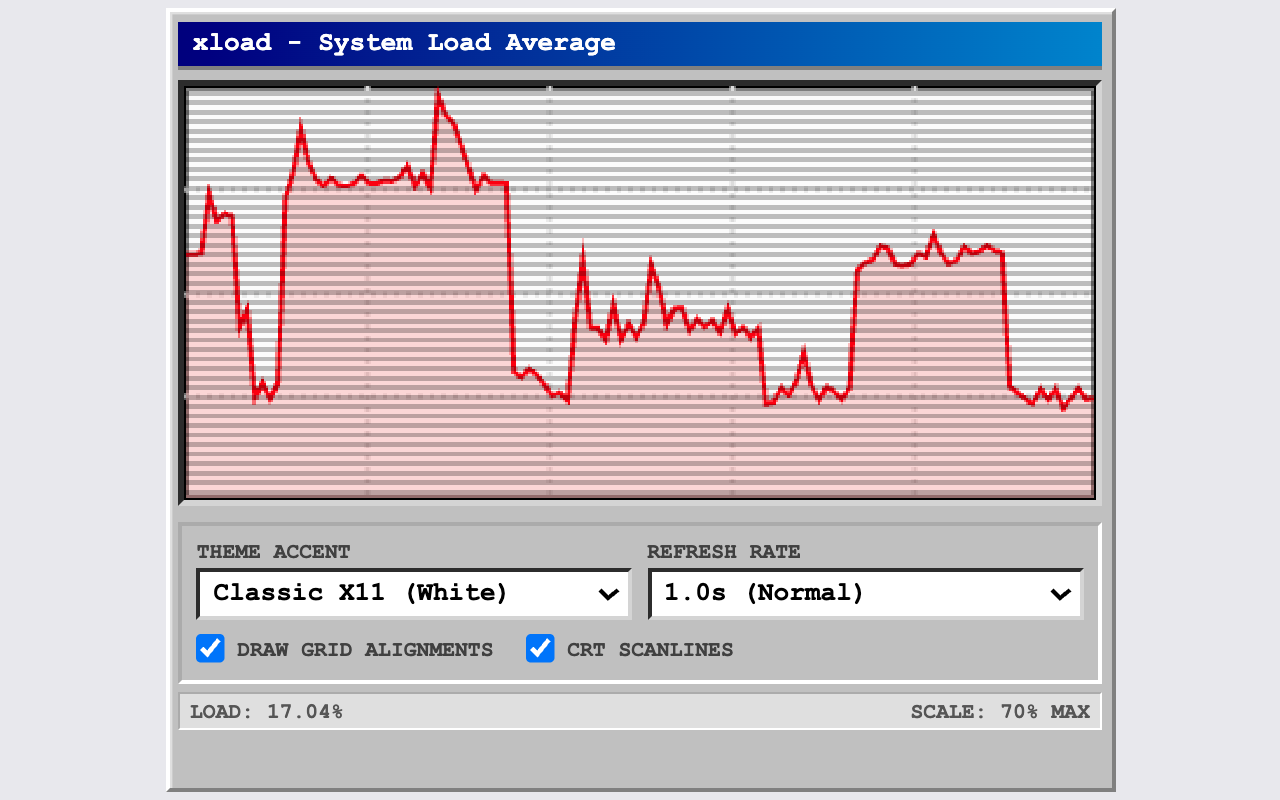 xload - System Load Average
THEME ACCENT
REFRESH RATE
Classic X11 (White)
1.0s (Normal)
DRAW GRID ALIGNMENTS
CRT SCANLINES
LOAD: 17.04%
SCALE: 70% MAX